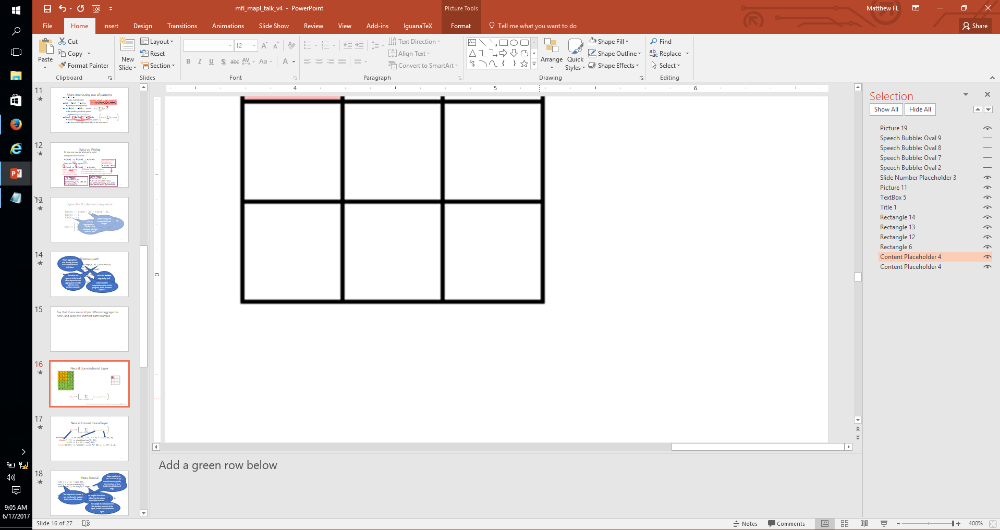 mfl_mapl_talk_v4 - PowerPoint
Picture Tools
Matthew FL
File Home Insert Design Transitions Animations Slide Show Review View Add-ins IguanaTeX Format Tell me what you want to do Share
Paste
Cut
Copy
Format Painter
Clipboard
New Slide
Layout
Reset
Section
Slides
12
B I U S abc AV Aa A
Font
Text Direction
Align Text
Convert to SmartArt
Paragraph
Arrange
Quick Styles
Shape Fill
Shape Outline
Shape Effects
Drawing
Find
Replace
Select
Editing
11
More interesting use of patterns
12
Dyna vs. Prolog
13
Dyna Day N, Fibonacci Sequence
14
Shortest path
15
Say that there are multiple different aggregators
here, and keep the shortest path example
16
Neural Convolutional Layer
17
Neural Convolutional layer
18
More Neural
4 5 6
0
Add a green row below
Selection
Show All Hide All
Picture 19
Speech Bubble: Oval 9
Speech Bubble: Oval 8
Speech Bubble: Oval 7
Speech Bubble: Oval 2
Slide Number Placeholder 3
Picture 11
TextBox 5
Title 1
Rectangle 14
Rectangle 13
Rectangle 12
Rectangle 6
Content Placeholder 4
Content Placeholder 4
9:05 AM
6/17/2017
Slide 16 of 27
Notes
Comments
400%